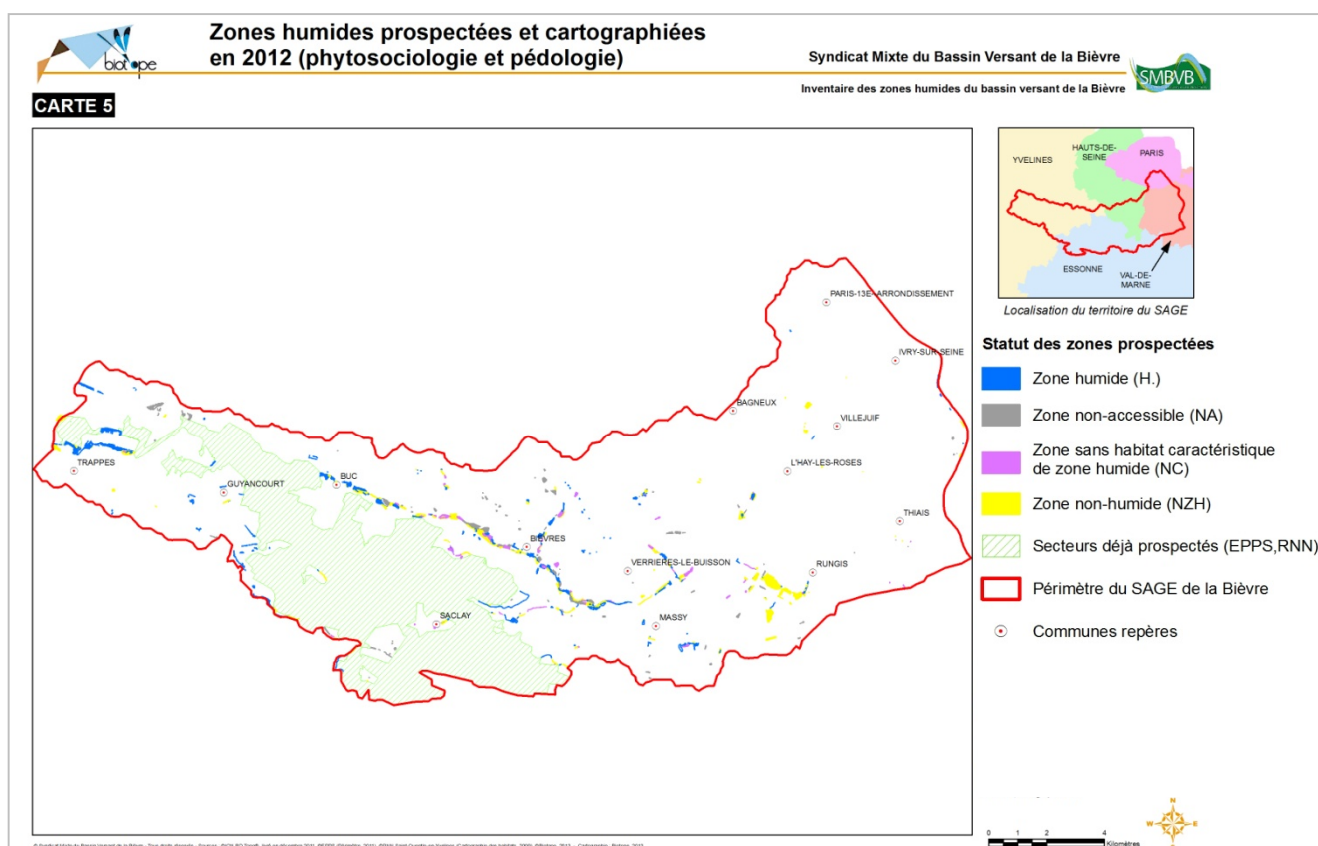 biotope
Zones humides prospectées et cartographiées
en 2012 (phytosociologie et pédologie)
Syndicat Mixte du Bassin Versant de la Bièvre
SMBVB
Inventaire des zones humides du bassin versant de la Bièvre
CARTE 5
YVELINES
HAUTS-DE-
SEINE
PARIS
ESSONNE
VAL-DE-
MARNE
Localisation du territoire du SAGE
PARIS-13E-ARRONDISSEMENT
IVRY-SUR-SEINE
BAGNEUX
VILLEJUIF
TRAPPES
L'HAY-LES-ROSES
BUC
GUYANCOURT
THIAIS
BIEVRES
VERRIERES-LE-BUISSON
RUNGIS
SACLAY
MASSY
Statut des zones prospectées
Zone humide (H.)
Zone non-accessible (NA)
Zone sans habitat caractéristique
de zone humide (NC)
Zone non-humide (NZH)
Secteurs déjà prospectés (EPPS,RNN)
Périmètre du SAGE de la Bièvre
Communes repères
N
W E
S
0 1 2 4
Kilomètres